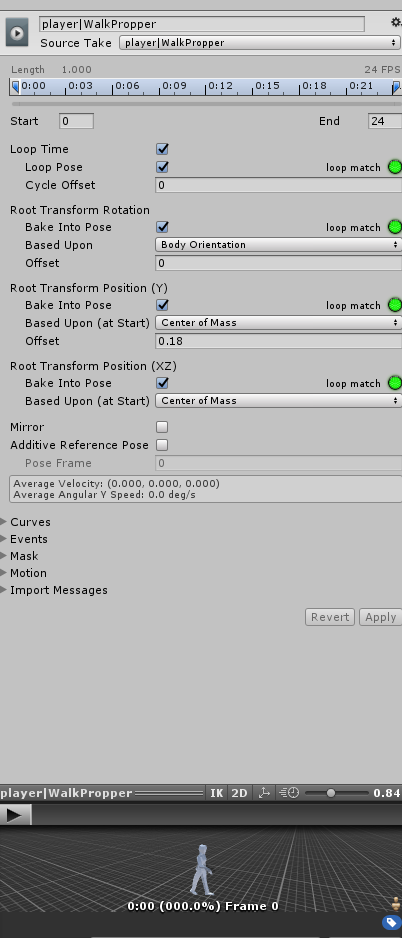 player|WalkPropper
Source Take player|WalkPropper
Length 1.000 24 FPS
0:00 0:03 0:06 0:09 0:12 0:15 0:18 0:21
Start 0 End 24
Loop Time
Loop Pose loop match
Cycle Offset 0
Root Transform Rotation
Bake Into Pose loop match
Based Upon Body Orientation
Offset 0
Root Transform Position (Y)
Bake Into Pose loop match
Based Upon (at Start) Center of Mass
Offset 0.18
Root Transform Position (XZ)
Bake Into Pose loop match
Based Upon (at Start) Center of Mass
Mirror
Additive Reference Pose
Pose Frame 0
Average Velocity: (0.000, 0.000, 0.000)
Average Angular Y Speed: 0.0 deg/s
Curves
Events
Mask
Motion
Import Messages
Revert Apply
player|WalkPropper IK 2D 0.84
0:00 (000.0%) Frame 0